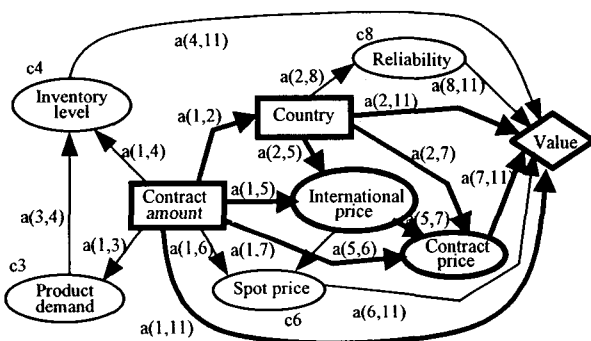 a(4,11)
c8
c4
Reliability
a(2,8)
a(8,11)
Inventory
level
a(1,2)
Country
a(2,11)
Value
a(1,4)
a(2,5)
a(2,7)
a(7,11)
Contract
amount
a(1,5)
International
price
a(3,4)
a(5,7)
a(1,3)
a(1,6)
a(1,7)
a(5,6)
Contract
price
c3
Product
demand
Spot price
c6
a(6,11)
a(1,11)